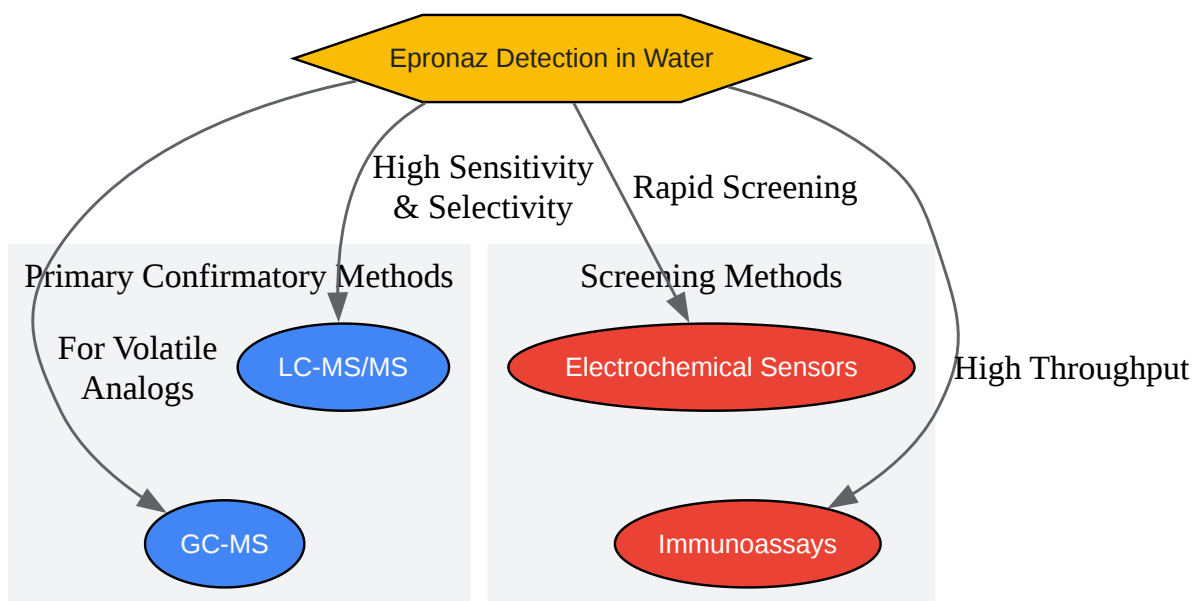 Epronaz Detection in Water
High Sensitivity
& Selectivity
Rapid Screening
Primary Confirmatory Methods
Screening Methods
For Volatile
Analogs
LC-MS/MS
Electrochemical Sensors
High Throughput
GC-MS
Immunoassays